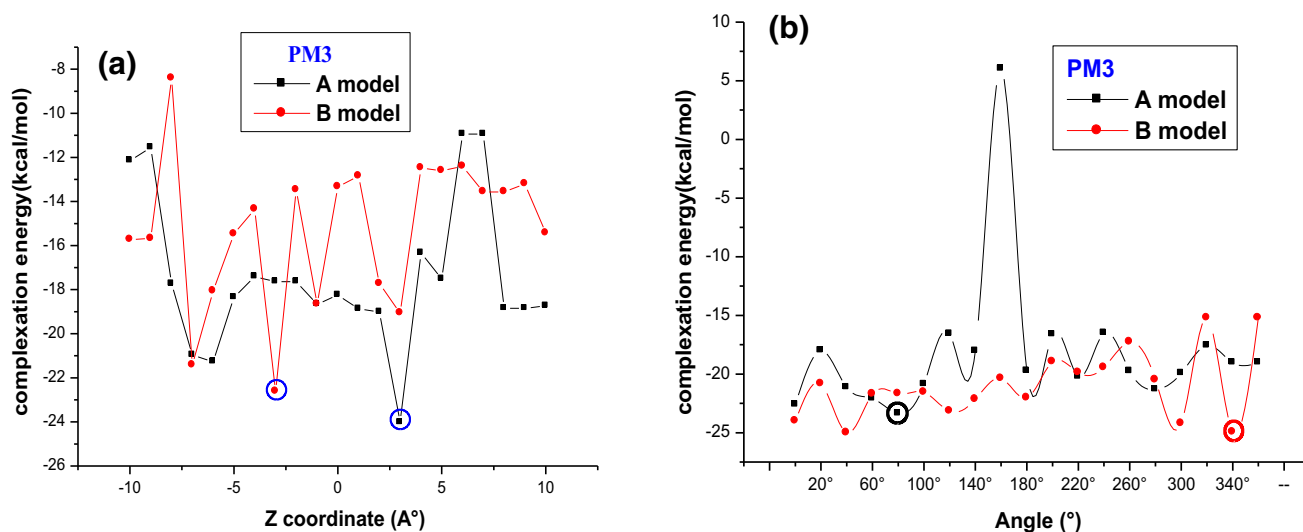 (a)
PM3
A model
B model
complexation energy(kcal/mol)
-8
-10
-12
-14
-16
-18
-20
-22
-24
-26
-10
-5
0
5
10
Z coordinate (A°)
(b)
PM3
A model
B model
complexation energy(kcal/mol)
10
5
0
-5
-10
-15
-20
-25
20°
60°
100°
140°
180°
220°
260°
300
340°
--
Angle (°)